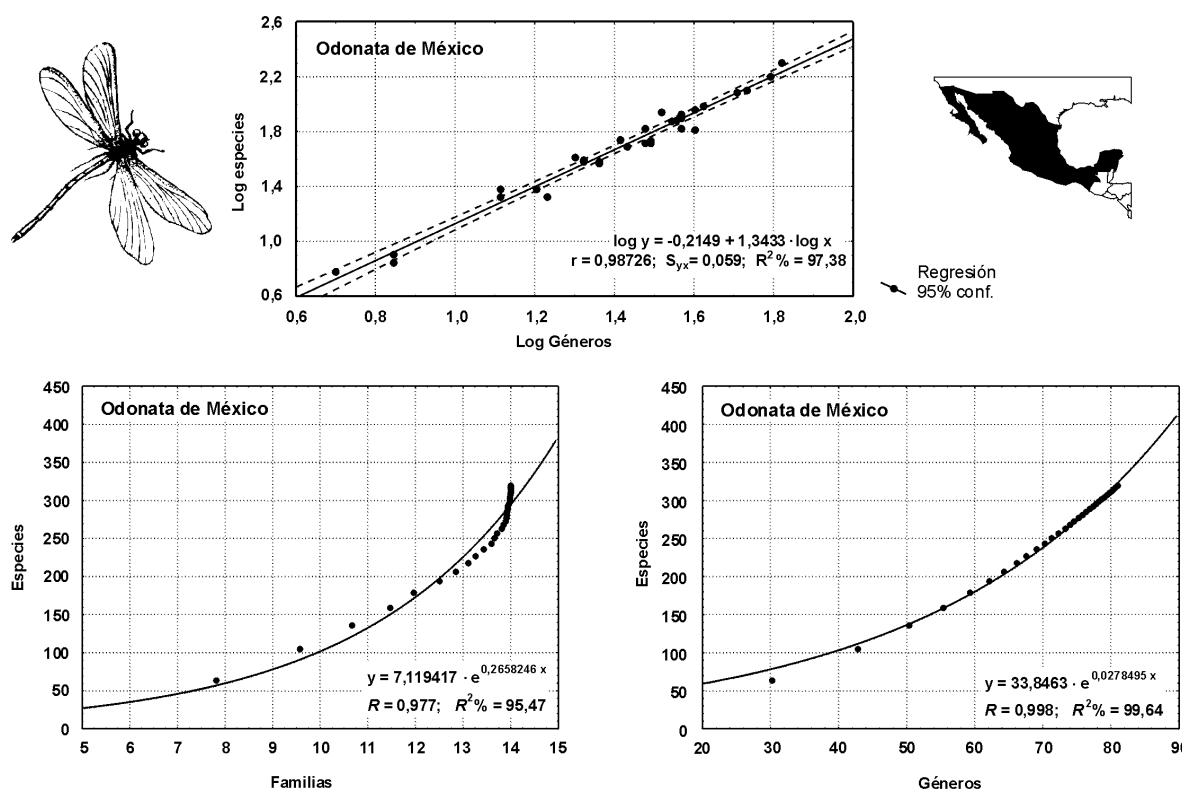 2,6
2,2
1,8
1,4
1,0
0,6
Log especies
Odonata de México
log y = -0,2149 + 1,3433 · log x
r = 0,98726; Syx= 0,059; R²% = 97,38
0,6 0,8 1,0 1,2 1,4 1,6 1,8 2,0
Log Géneros
Regresión
95% conf.
450
400
350
300
250
200
150
100
50
0
Especies
Odonata de México
y = 7,119417 · e^0,2658246 x
R = 0,977; R²% = 95,47
5 6 7 8 9 10 11 12 13 14 15
Familias
450
400
350
300
250
200
150
100
50
0
Especies
Odonata de México
y = 33,8463 · e^0,0278495 x
R = 0,998; R²% = 99,64
20 30 40 50 60 70 80 90
Géneros